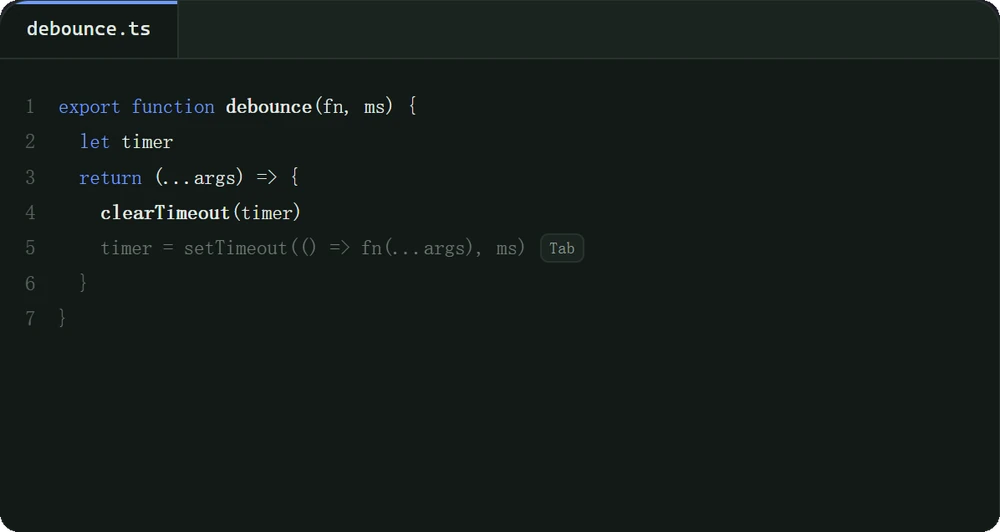 debounce.ts
1 export function debounce(fn, ms) {
2   let timer
3   return (...args) => {
4     clearTimeout(timer)
5     timer = setTimeout(() => fn(...args), ms) Tab
6   }
7 }